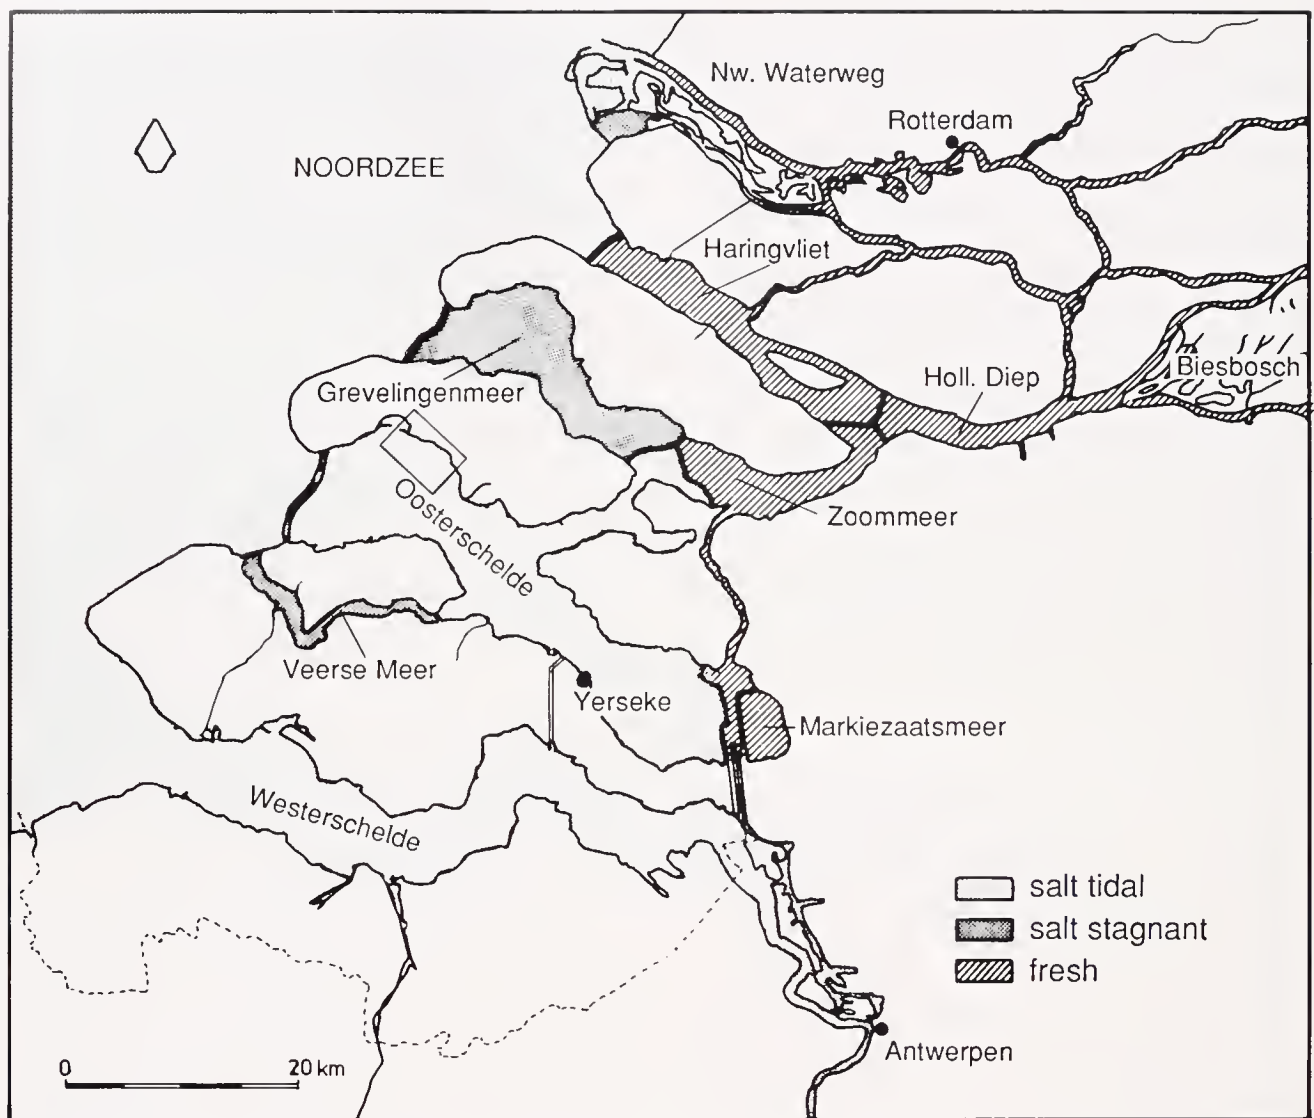 Nw. Waterweg
Rotterdam
NOORDZEE
Haringvliet
Biesbosch
Holl. Diep
Grevelingenmeer
Oosterschelde
Zoommeer
Veerse Meer
Yerseke
Markiezaatsmeer
Westerschelde
salt tidal
salt stagnant
fresh
Antwerpen
0 20 km